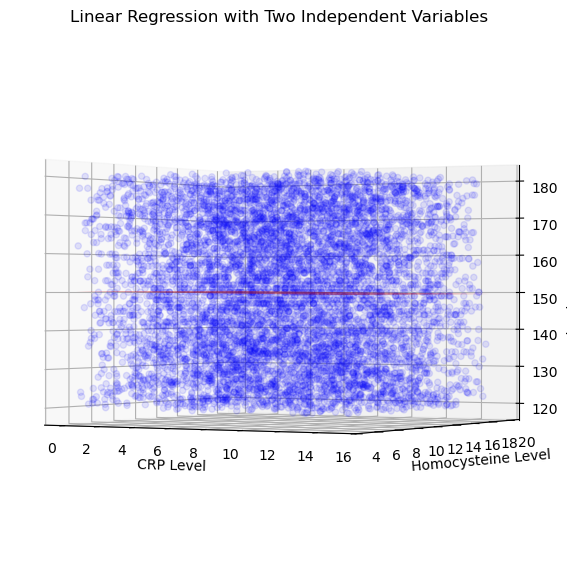 Linear Regression with Two Independent Variables
180
170
160
150
140
130
120
0 2 4 6 8 10 12 14 16
4 6 8 10 12 14 16 18 20
CRP Level
Homocysteine Level